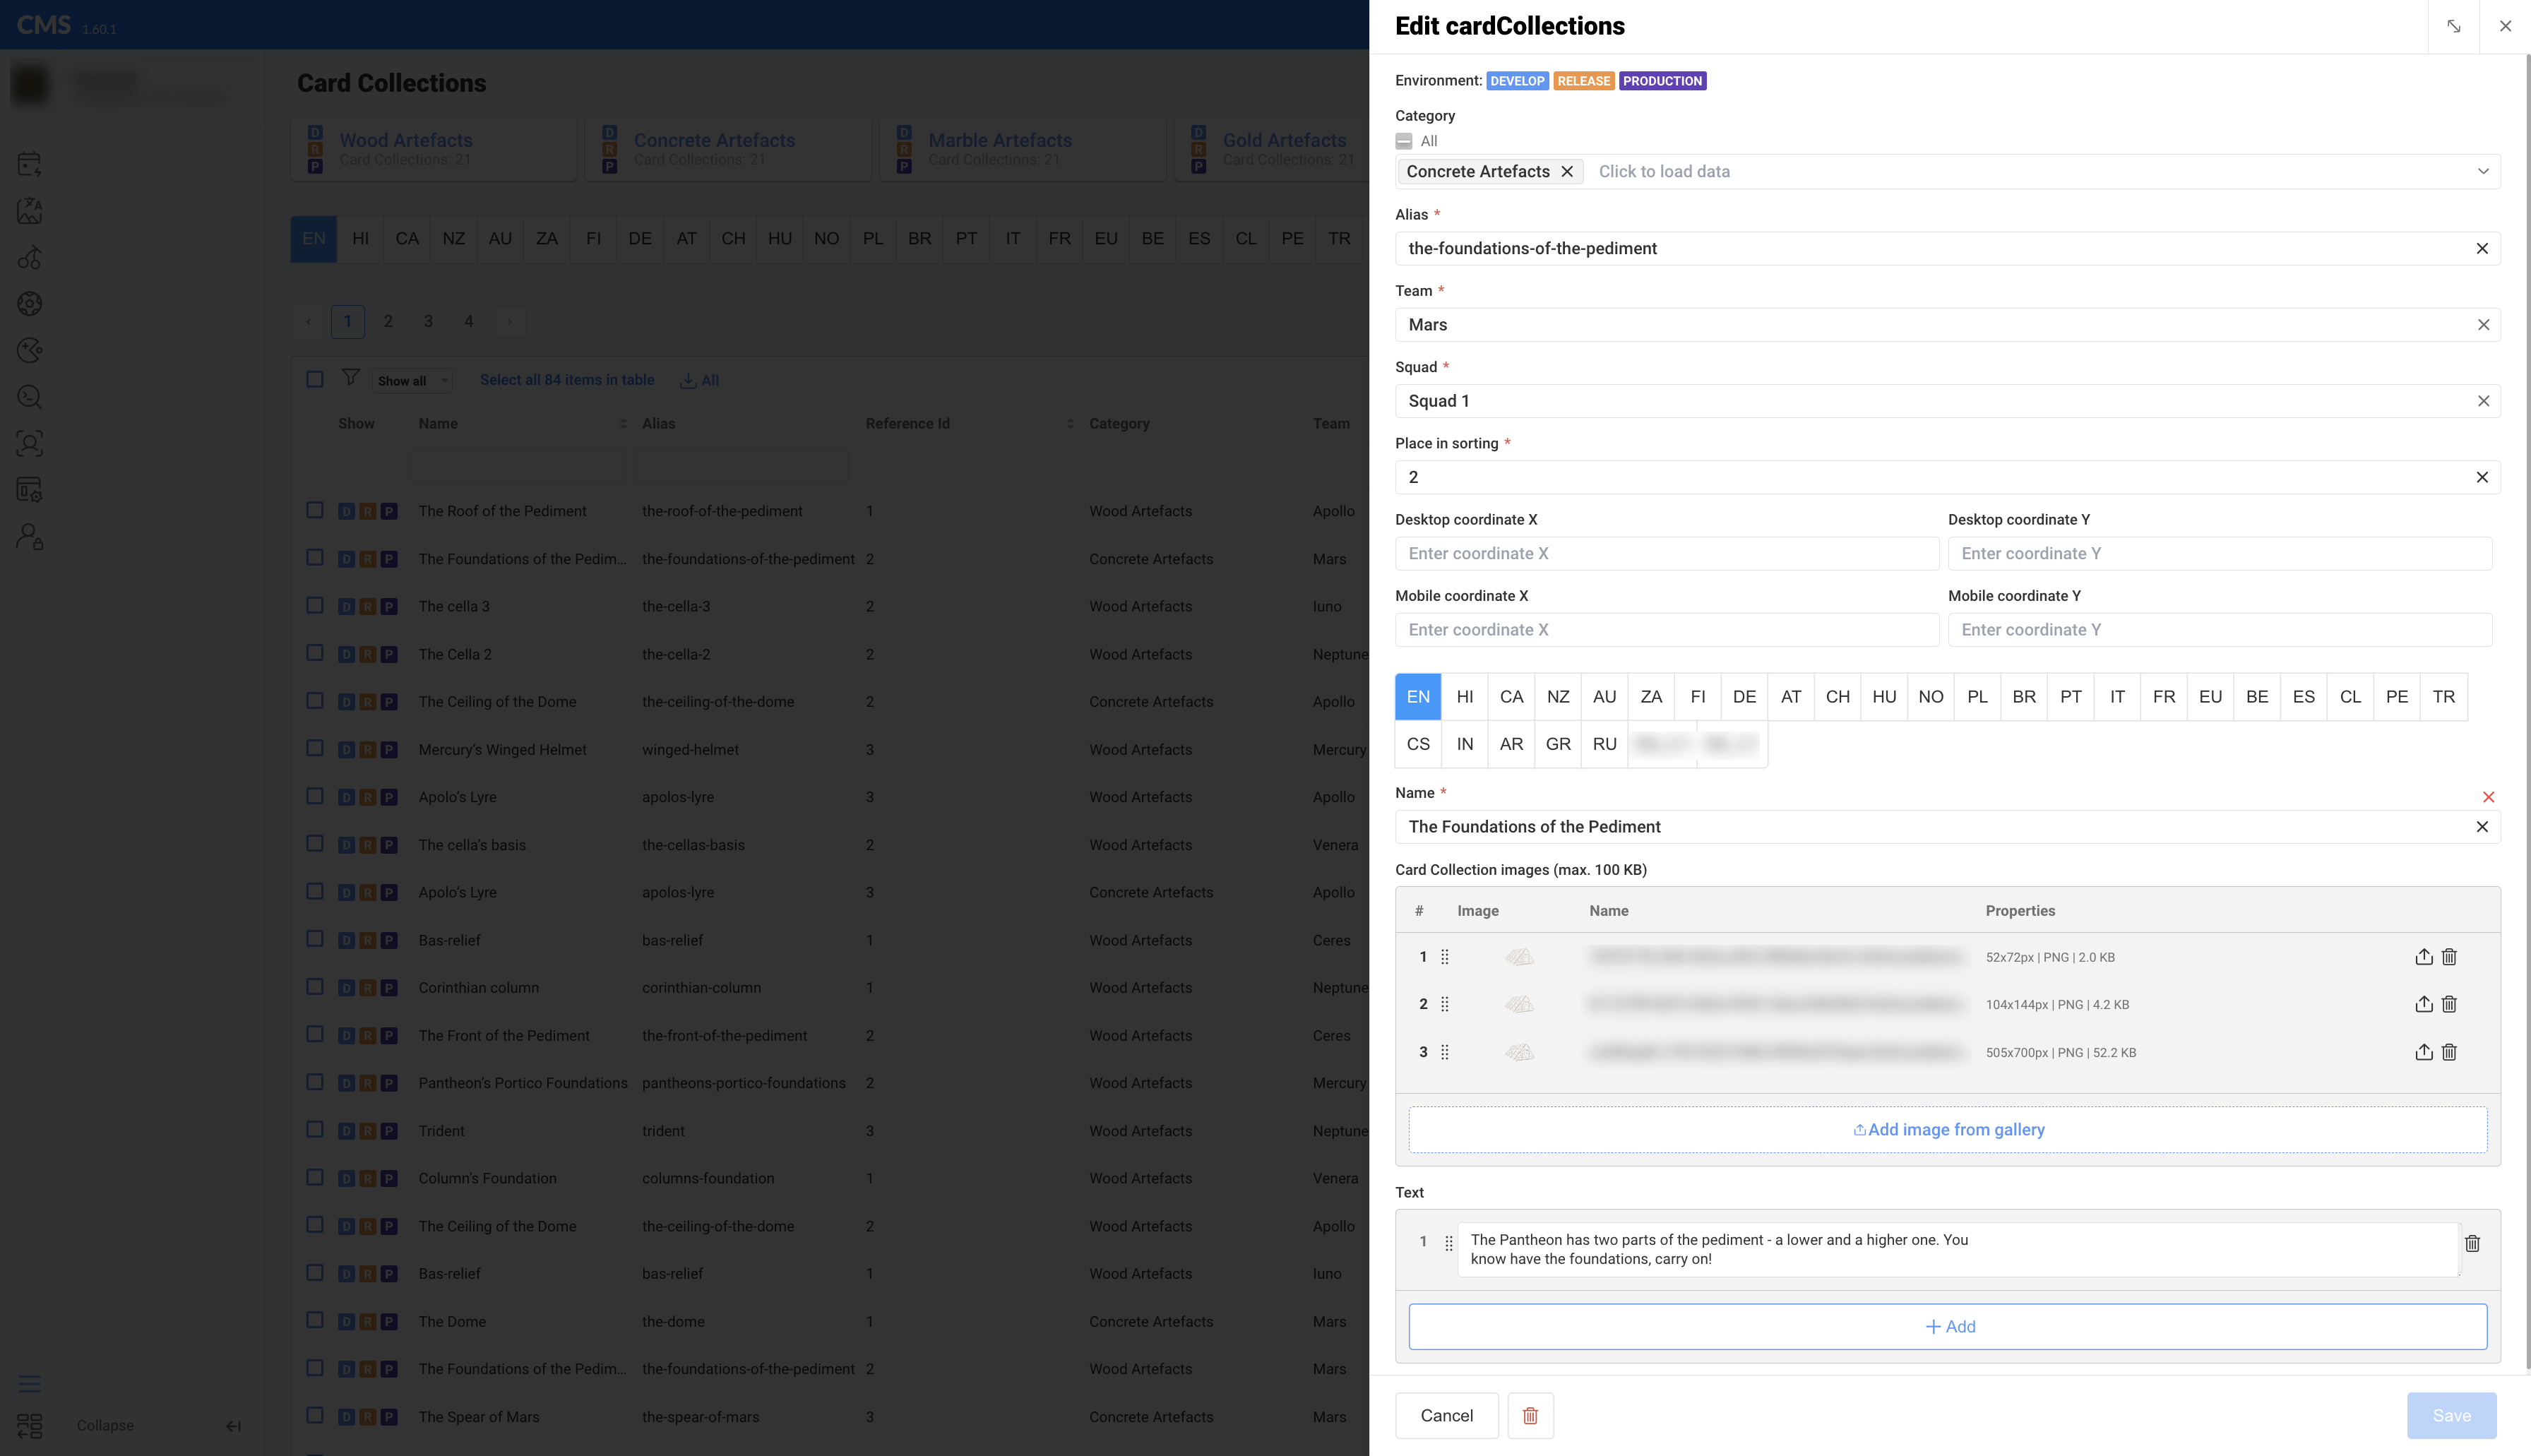 CMS 1.60.1
Card Collections
D R P Wood Artefacts Card Collections: 21
D R P Concrete Artefacts Card Collections: 21
D R P Marble Artefacts Card Collections: 21
D R P Gold Artefacts Card Collections: 21
EN HI CA NZ AU ZA FI DE AT CH HU NO PL BR PT IT FR EU BE ES CL PE TR
1 2 3 4
Show all Select all 84 items in table All
Show Name Alias Reference Id Category Team
D R P The Roof of the Pediment the-roof-of-the-pediment 1 Wood Artefacts Apollo
D R P The Foundations of the Pedim... the-foundations-of-the-pediment 2 Concrete Artefacts Mars
D R P The cella 3 the-cella-3 2 Wood Artefacts Iuno
D R P The Cella 2 the-cella-2 2 Wood Artefacts Neptune
D R P The Ceiling of the Dome the-ceiling-of-the-dome 2 Concrete Artefacts Apollo
D R P Mercury's Winged Helmet winged-helmet 3 Wood Artefacts Mercury
D R P Apolo's Lyre apolos-lyre 3 Wood Artefacts Apollo
D R P The cella's basis the-cellas-basis 2 Wood Artefacts Venera
D R P Apolo's Lyre apolos-lyre 3 Concrete Artefacts Apollo
D R P Bas-relief bas-relief 1 Wood Artefacts Ceres
D R P Corinthian column corinthian-column 1 Wood Artefacts Neptune
D R P The Front of the Pediment the-front-of-the-pediment 2 Wood Artefacts Ceres
D R P Pantheon's Portico Foundations pantheons-portico-foundations 2 Wood Artefacts Mercury
D R P Trident trident 3 Wood Artefacts Neptune
D R P Column's Foundation columns-foundation 1 Wood Artefacts Venera
D R P The Ceiling of the Dome the-ceiling-of-the-dome 2 Wood Artefacts Apollo
D R P Bas-relief bas-relief 1 Wood Artefacts Iuno
D R P The Dome the-dome 1 Concrete Artefacts Mars
D R P The Foundations of the Pedim... the-foundations-of-the-pediment 2 Wood Artefacts Mars
D R P The Spear of Mars the-spear-of-mars 3 Concrete Artefacts Mars
Collapse
Edit cardCollections
Environment: DEVELOP RELEASE PRODUCTION
Category
All
Concrete Artefacts Click to load data
Alias *
the-foundations-of-the-pediment
Team *
Mars
Squad *
Squad 1
Place in sorting *
2
Desktop coordinate X Desktop coordinate Y
Enter coordinate X Enter coordinate Y
Mobile coordinate X Mobile coordinate Y
Enter coordinate X Enter coordinate Y
EN HI CA NZ AU ZA FI DE AT CH HU NO PL BR PT IT FR EU BE ES CL PE TR
CS IN AR GR RU
Name *
The Foundations of the Pediment
Card Collection images (max. 100 KB)
# Image Name Properties
1 52x72px | PNG | 2.0 KB
2 104x144px | PNG | 4.2 KB
3 505x700px | PNG | 52.2 KB
Add image from gallery
Text
1 The Pantheon has two parts of the pediment - a lower and a higher one. You
know have the foundations, carry on!
+ Add
Cancel Save